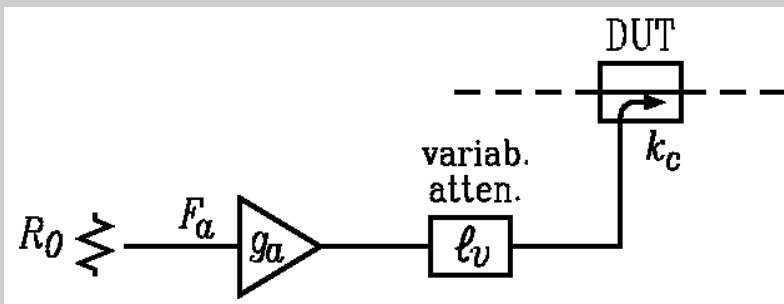 DUT
k_c
variab.
atten.
R_0
F_a
g_a
ℓ_v